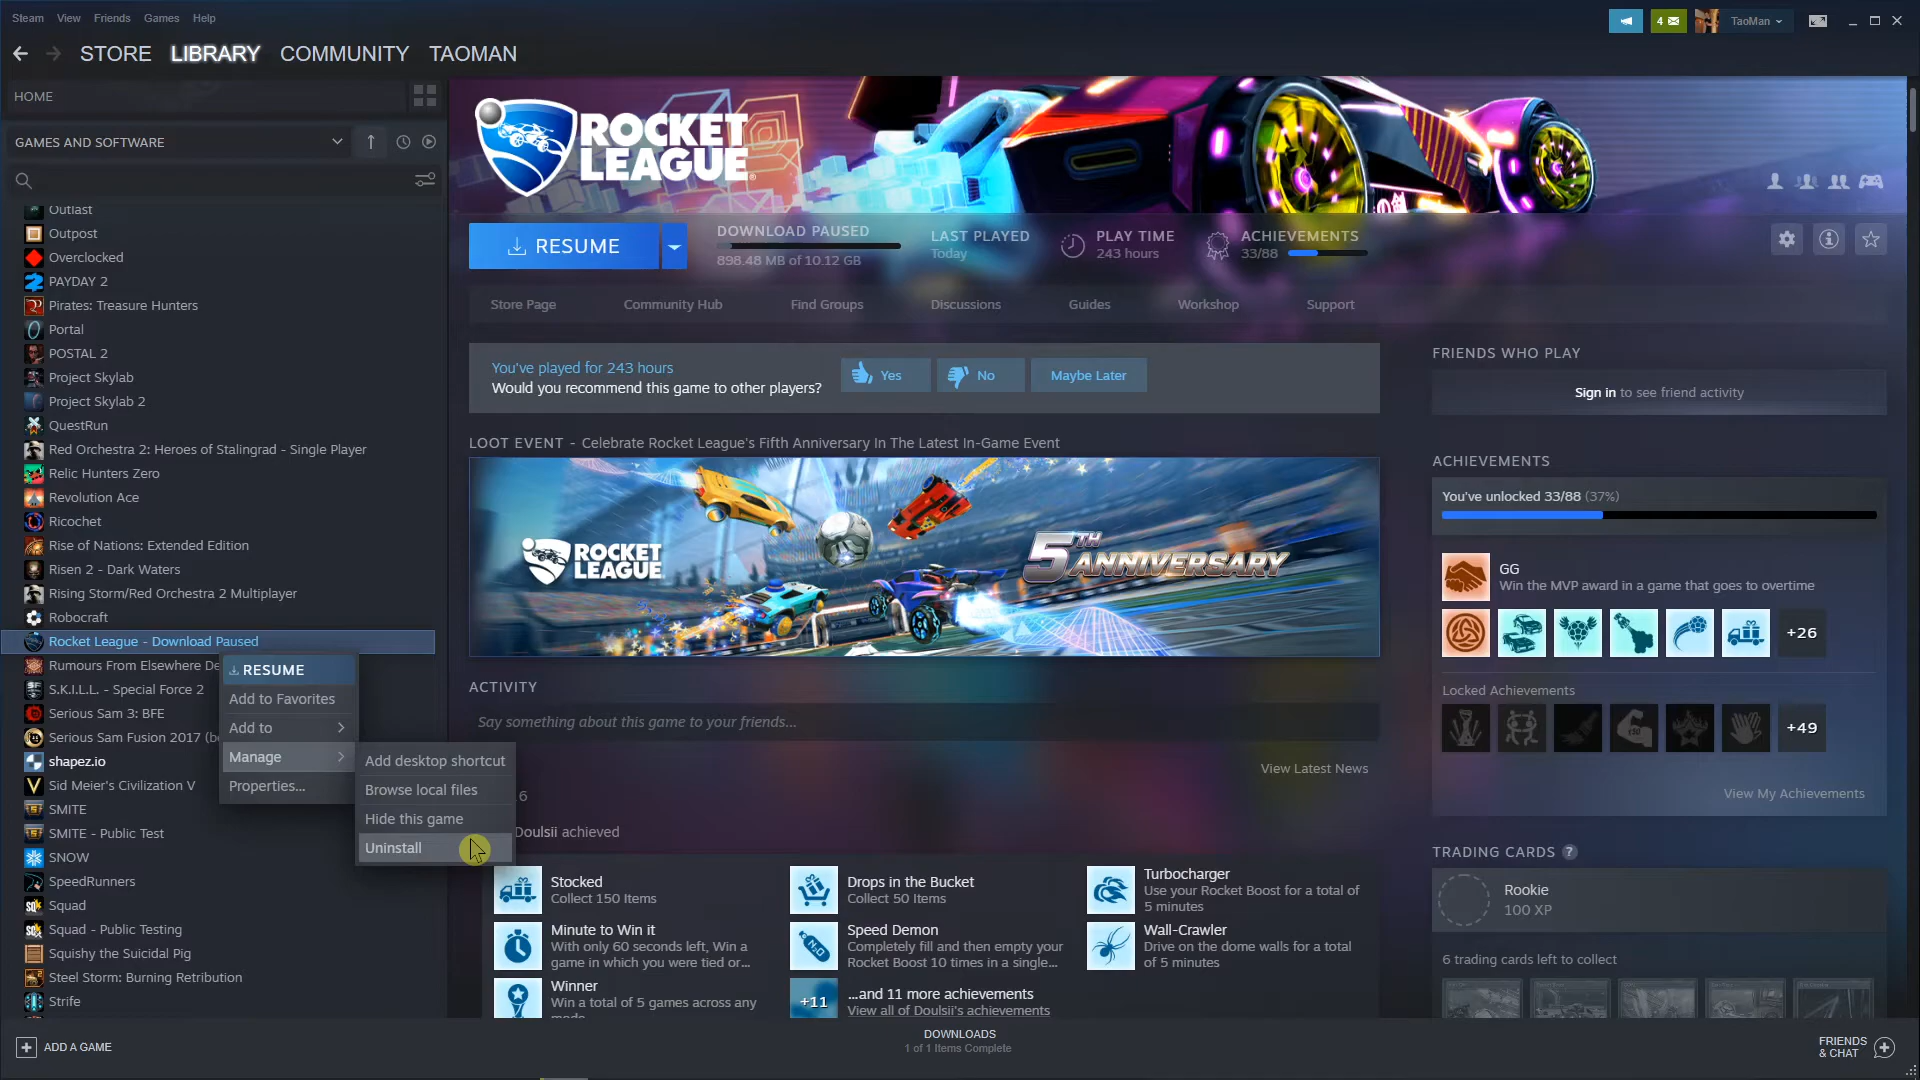 Steam View Friends Games Help
4
TaoMan
STORE LIBRARY COMMUNITY TAOMAN
HOME
GAMES AND SOFTWARE
Outlast
Outpost
Overclocked
PAYDAY 2
Pirates: Treasure Hunters
Portal
POSTAL 2
Project Skylab
Project Skylab 2
QuestRun
Red Orchestra 2: Heroes of Stalingrad - Single Player
Relic Hunters Zero
Revolution Ace
Ricochet
Rise of Nations: Extended Edition
Risen 2 - Dark Waters
Rising Storm/Red Orchestra 2 Multiplayer
Robocraft
Rocket League - Download Paused
Rumours From Elsewhere De
S.K.I.L.L. - Special Force 2
Serious Sam 3: BFE
Serious Sam Fusion 2017 (be
shapez.io
Sid Meier's Civilization V
SMITE
SMITE - Public Test
SNOW
SpeedRunners
Squad
Squad - Public Testing
Squishy the Suicidal Pig
Steel Storm: Burning Retribution
Strife
RESUME
Add to Favorites
Add to
Manage
Properties...
Add desktop shortcut
Browse local files
Hide this game
Uninstall
ROCKET
LEAGUE
RESUME
DOWNLOAD PAUSED
898.48 MB of 10.12 GB
LAST PLAYED
Today
PLAY TIME
243 hours
ACHIEVEMENTS
33/88
Store Page Community Hub Find Groups Discussions Guides Workshop Support
You've played for 243 hours
Would you recommend this game to other players?
Yes
No
Maybe Later
LOOT EVENT - Celebrate Rocket League's Fifth Anniversary In The Latest In-Game Event
ROCKET
LEAGUE
5TH ANNIVERSARY
ACTIVITY
Say something about this game to your friends...
View Latest News
6
Doulsii achieved
Stocked
Collect 150 Items
Drops in the Bucket
Collect 50 Items
Turbocharger
Use your Rocket Boost for a total of
5 minutes
Minute to Win it
With only 60 seconds left, Win a
game in which you were tied or...
Speed Demon
Completely fill and then empty your
Rocket Boost 10 times in a single...
Wall-Crawler
Drive on the dome walls for a total
of 5 minutes
Winner
Win a total of 5 games across any
mode
+11
...and 11 more achievements
View all of Doulsii's achievements
FRIENDS WHO PLAY
Sign in to see friend activity
ACHIEVEMENTS
You've unlocked 33/88 (37%)
GG
Win the MVP award in a game that goes to overtime
+26
Locked Achievements
+49
View My Achievements
TRADING CARDS ?
Rookie
100 XP
6 trading cards left to collect
ADD A GAME
DOWNLOADS
1 of 1 Items Complete
FRIENDS
& CHAT